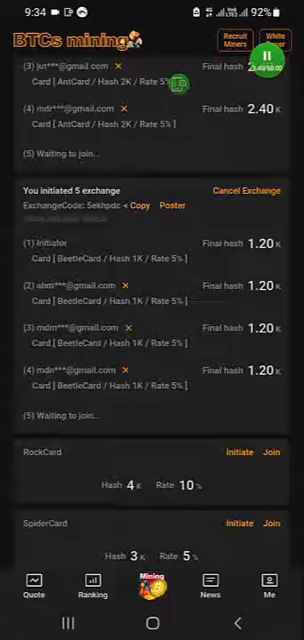 9:34
92%
BTCs mining
Recruit Miners
White Paper
(3) jut***@gmail.com × Final hash
Card [ AntCard / Hash 2K / Rate 5%
(4) mdr***@gmail.com × Final hash 2.40 K
Card [ AntCard / Hash 2K / Rate 5% ]
(5) Waiting to join...
You initiated 5 exchange Cancel Exchange
ExchangeCode: 5ekhpdc < Copy Poster
(1) Initiator Final hash 1.20 K
Card [ BeetleCard / Hash 1K / Rate 5% ]
(2) abm***@gmail.com × Final hash 1.20 K
Card [ BeetleCard / Hash 1K / Rate 5% ]
(3) mdm***@gmail.com × Final hash 1.20 K
Card [ BeetleCard / Hash 1K / Rate 5% ]
(4) mdn***@gmail.com × Final hash 1.20 K
Card [ BeetleCard / Hash 1K / Rate 5% ]
(5) Waiting to join...
RockCard Initiate Join
Hash 4 K Rate 10 %
SpiderCard Initiate Join
Hash 3 K Rate 5 %
Quote Ranking Mining News Me